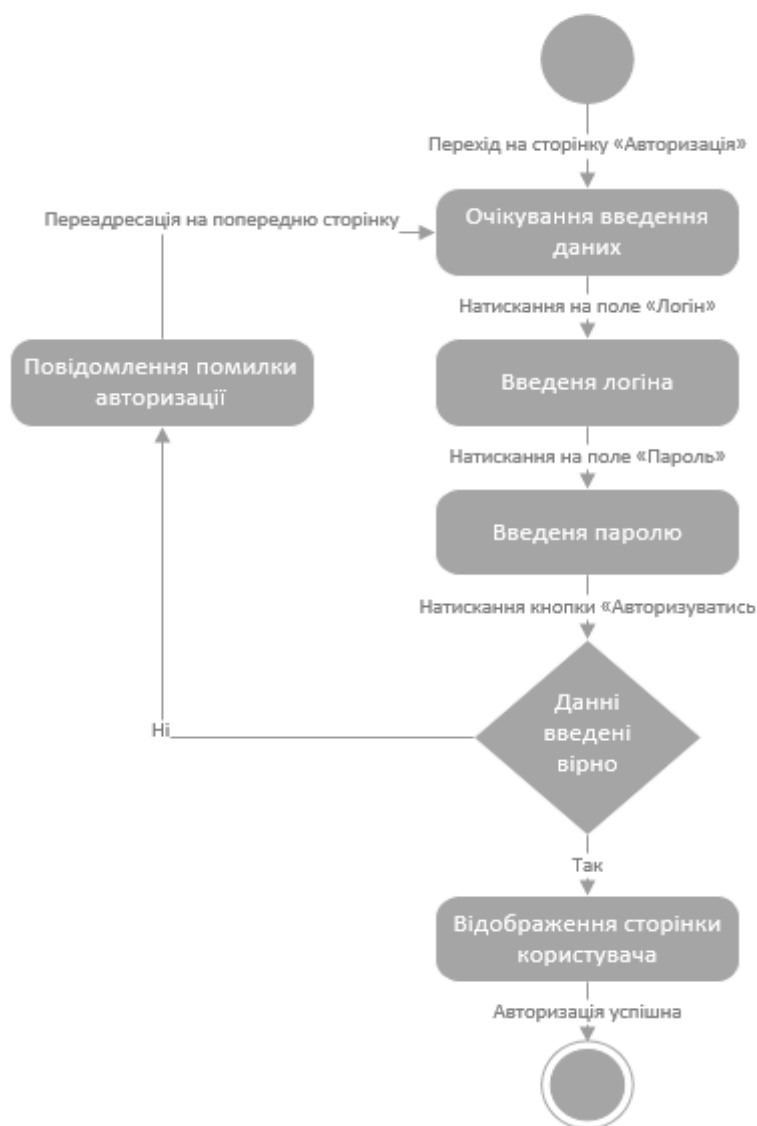 Перехід на сторінку «Авторизація»
Переадресація на попередню сторінку
Очікування введення
даних
Натискання на поле «Логін»
Повідомлення помилки
авторизації
Введеня логіна
Натискання на поле «Пароль»
Введеня паролю
Натискання кнопки «Авторизуватись
Данні
введені
вірно
Ні
Так
Відображення сторінки
користувача
Авторизація успішна